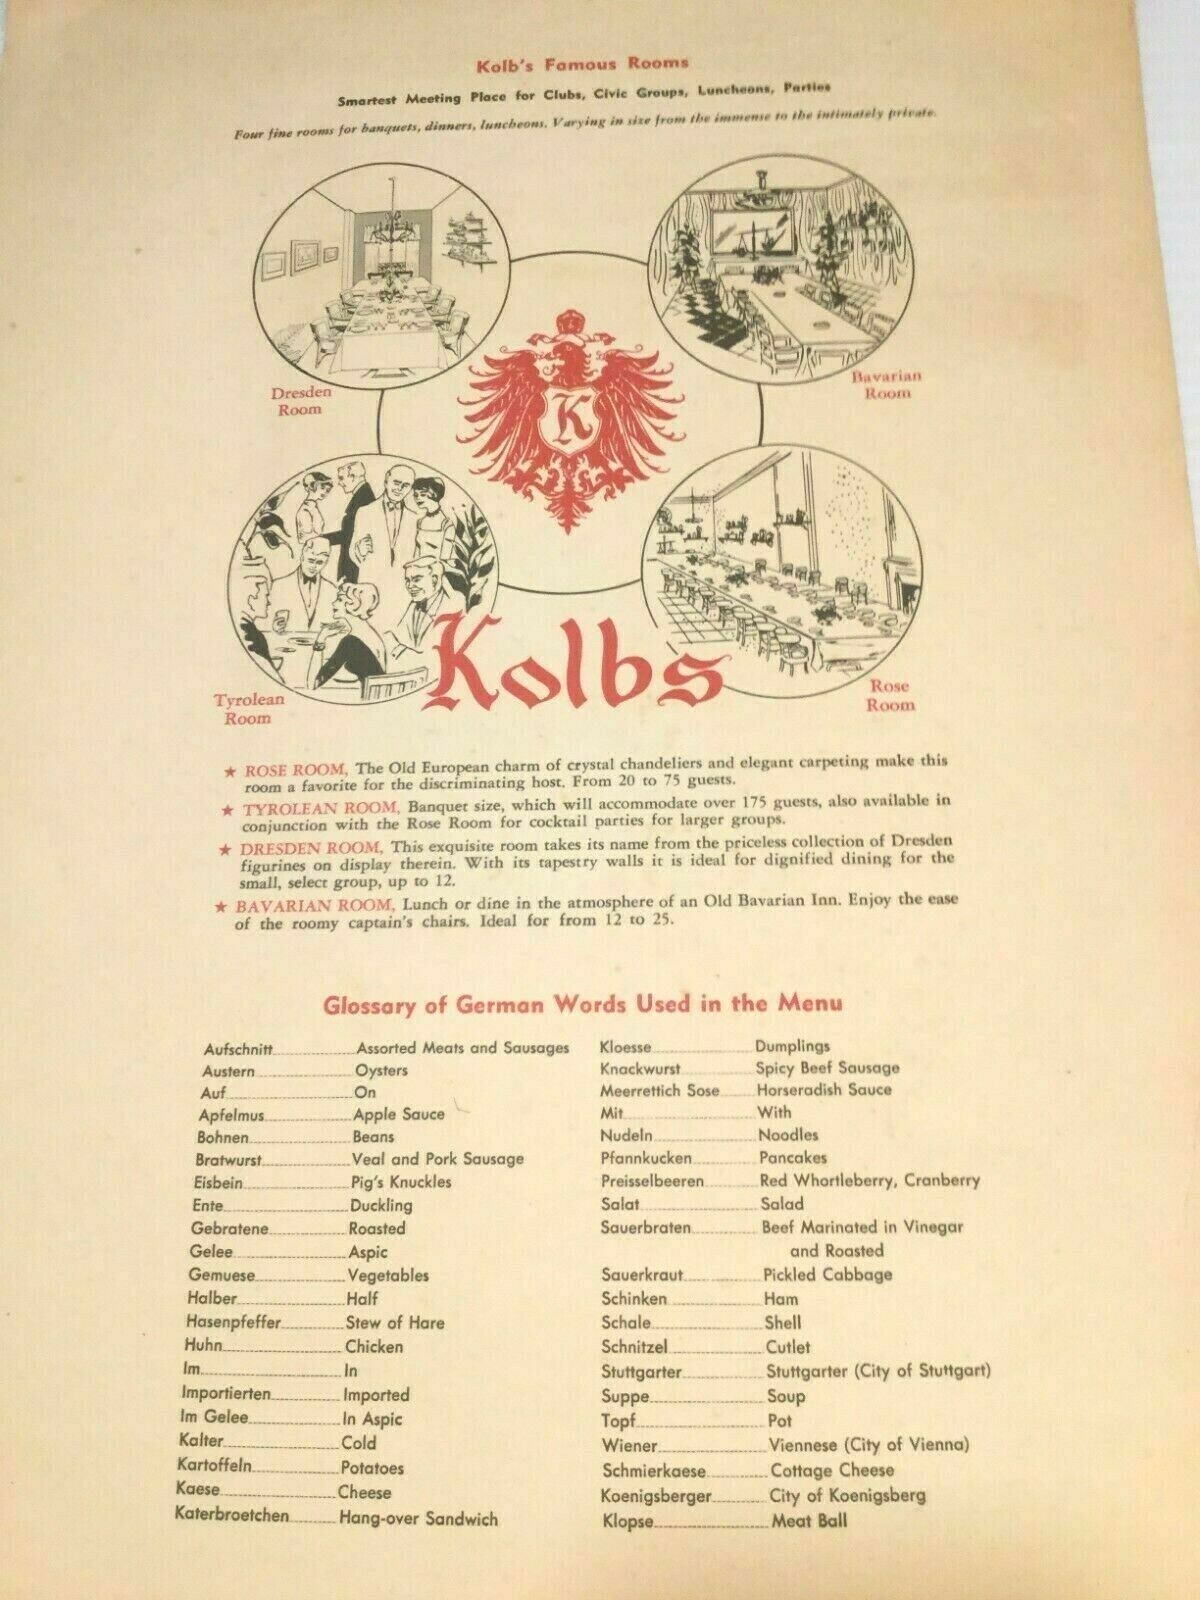 Kolb's Famous Rooms
Smartest Meeting Place for Clubs, Civic Groups, Luncheons, Parties
Four fine rooms for banquets, dinners, luncheons. Varying in size from the immense to the intimately private.
K
K
Dresden
Room
Bavarian
Room
Tyrolean
Room
Kolbs
Rose
Room
★ ROSE ROOM, The Old European charm of crystal chandeliers and elegant carpeting make this
room a favorite for the discriminating host. From 20 to 75 guests.
★ TYROLEAN ROOM, Banquet size, which will accommodate over 175 guests, also available in
conjunction with the Rose Room for cocktail parties for larger groups.
★ DRESDEN ROOM, This exquisite room takes its name from the priceless collection of Dresden
figurines on display therein. With its tapestry walls it is ideal for dignified dining for the
small, select group, up to 12.
★ BAVARIAN ROOM, Lunch or dine in the atmosphere of an Old Bavarian Inn. Enjoy the ease
of the roomy captain's chairs. Ideal for from 12 to 25.
Glossary of German Words Used in the Menu
Aufschnitt Assorted Meats and Sausages
Austern Oysters
Auf On
Apfelmus Apple Sauce
Bohnen Beans
Bratwurst Veal and Pork Sausage
Eisbein Pig's Knuckles
Ente Duckling
Gebratene Roasted
Gelee Aspic
Gemuese Vegetables
Halber Half
Hasenpfeffer Stew of Hare
Huhn Chicken
Im In
Importierten Imported
Im Gelee In Aspic
Kalter Cold
Kartoffeln Potatoes
Kaese Cheese
Katerbroetchen Hang-over Sandwich
Kloesse Dumplings
Knackwurst Spicy Beef Sausage
Meerrettich Sose Horseradish Sauce
Mit With
Nudeln Noodles
Pfannkucken Pancakes
Preisselbeeren Red Whortleberry, Cranberry
Salat Salad
Sauerbraten Beef Marinated in Vinegar
and Roasted
Sauerkraut Pickled Cabbage
Schinken Ham
Schale Shell
Schnitzel Cutlet
Stuttgarter Stuttgarter (City of Stuttgart)
Suppe Soup
Topf Pot
Wiener Viennese (City of Vienna)
Schmierkaese Cottage Cheese
Koenigsberger City of Koenigsberg
Klopse Meat Ball